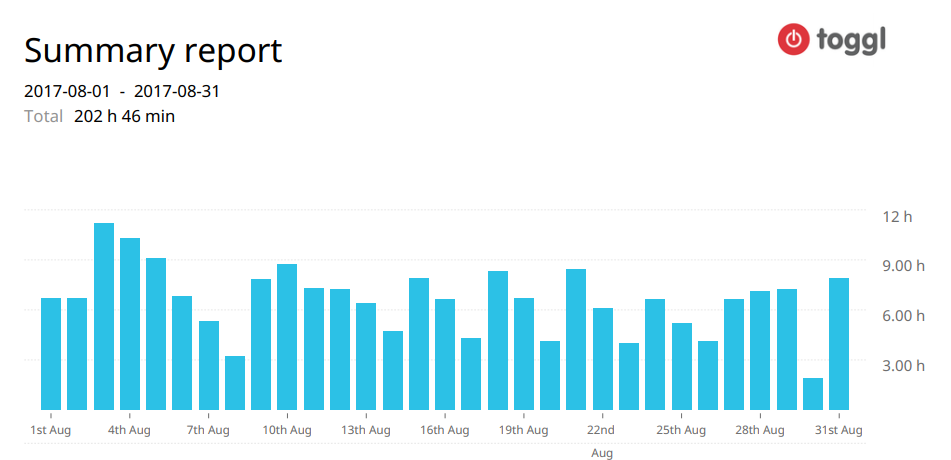 Summary report
toggl
2017-08-01 - 2017-08-31
Total 202 h 46 min
12 h
9.00 h
6.00 h
3.00 h
1st Aug 4th Aug 7th Aug 10th Aug 13th Aug 16th Aug 19th Aug 22nd Aug 25th Aug 28th Aug 31st Aug